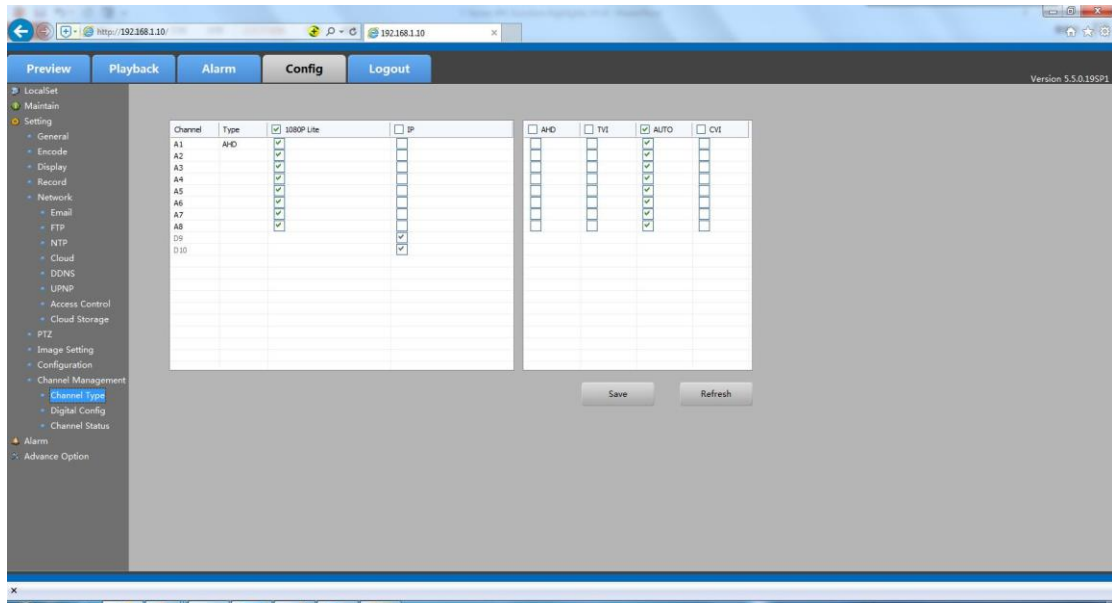 http://192.168.1.10/
192.168.1.10
Preview Playback Alarm Config Logout
Version 5.5.0.19SP1
LocalSet
Maintain
Setting
General
Encode
Display
Record
Network
Email
FTP
NTP
Cloud
DDNS
UPNP
Access Control
Cloud Storage
PTZ
Image Setting
Configuration
Channel Management
Channel Type
Digital Config
Channel Status
Alarm
Advance Option
Channel Type 1080P Lite IP AHD TVI AUTO CVI
A1 AHD
A2
A3
A4
A5
A6
A7
A8
D9
D10
Save Refresh